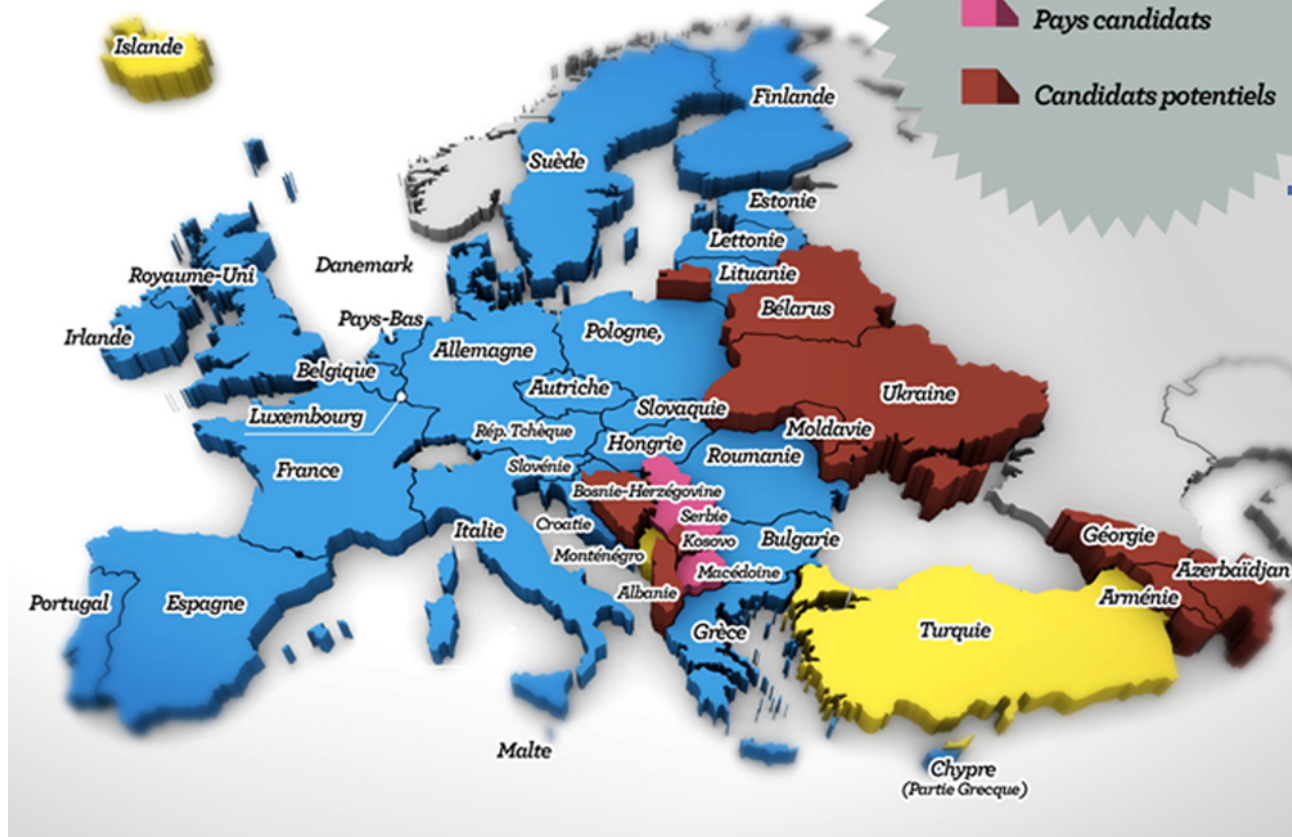 Pays candidats
Candidats potentiels
Islande
Finlande
Suède
Estonie
Lettonie
Danemark
Lituanie
Royaume-Uni
Bélarus
Pays-Bas
Irlande
Pologne,
Allemagne
Belgique
Autriche
Ukraine
Slovaquie
Luxembourg
Moldavie
Rép. Tchèque
Hongrie
Roumanie
France
Slovénie
Bosnie-Herzégovine
Serbie
Croatie
Italie
Géorgie
Kosovo
Bulgarie
Monténégro
Azerbaïdjan
Macédoine
Albanie
Arménie
Portugal
Espagne
Grèce
Turquie
Malte
Chypre
(Partie Grecque)